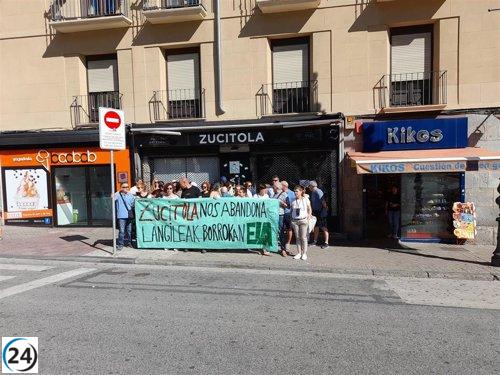 ZUCITOLA
Kikos
KIKOS Cuestión de
ZUCITOLA NOS ABANDONA
LANGILEAK BORROKAN ELA
24